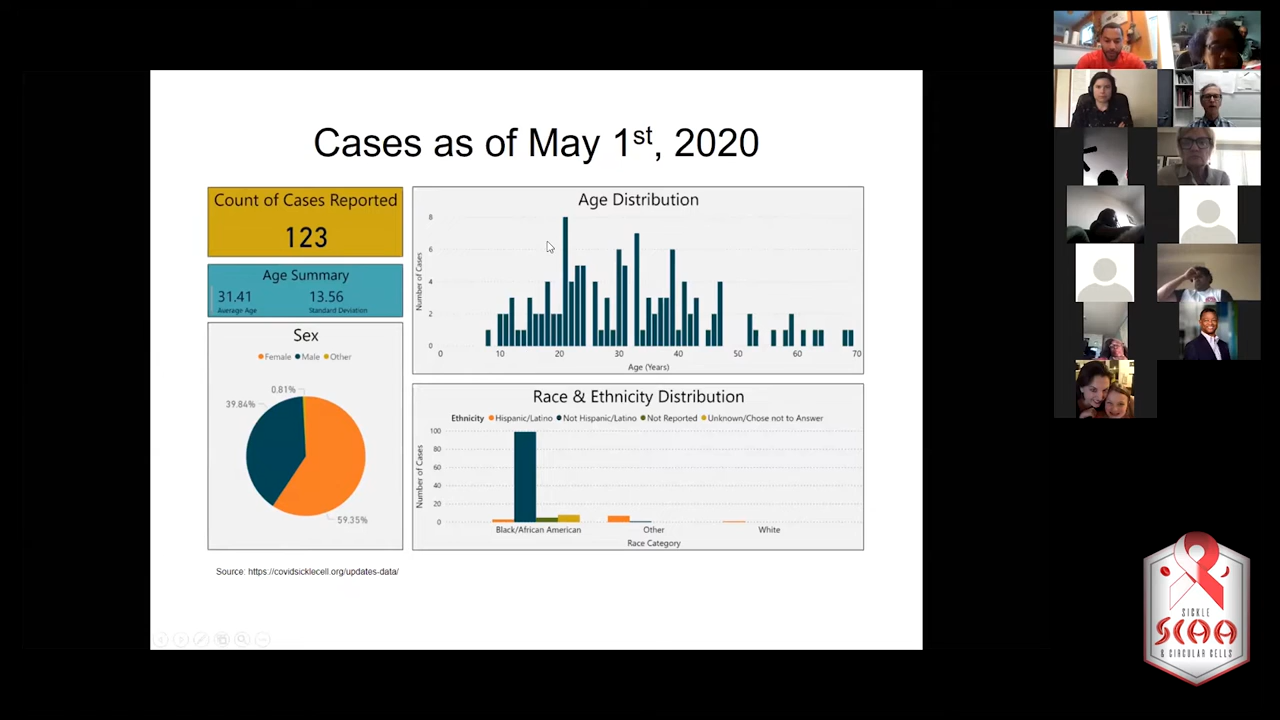 Cases as of May 1st, 2020
Count of Cases Reported
123
Age Summary
31.41
13.56
Average Age
Standard Deviation
Sex
Female Male Other
0.81%
39.84%
59.35%
Age Distribution
Number of Cases
8
6
4
2
0
0 10 20 30 40 50 60 70
Age (Years)
Race & Ethnicity Distribution
Ethnicity Hispanic/Latino Not Hispanic/Latino Not Reported Unknown/Chose not to Answer
Number of Cases
100
80
60
40
20
0
Black/African American Other White
Race Category
Source: https://covidsicklecell.org/updates-data/
SICKLE
SCAA
& CIRCULAR CELLS